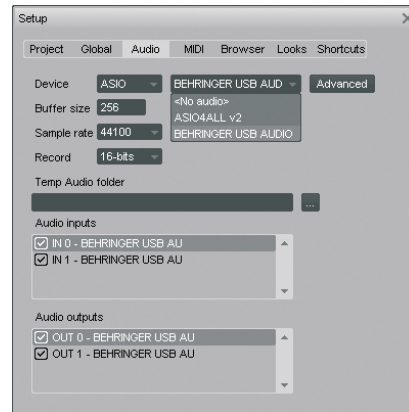 Setup
Project Global Audio MIDI Browser Looks Shortcuts
Device ASIO BEHRINGER USB AUD Advanced
<No audio>
Buffer size 256
ASIO4ALL v2
Sample rate 44100 BEHRINGER USB AUDIO
Record 16-bits
Temp Audio folder
...
Audio inputs
IN 0 - BEHRINGER USB AU
IN 1 - BEHRINGER USB AU
Audio outputs
OUT 0 - BEHRINGER USB AU
OUT 1 - BEHRINGER USB AU